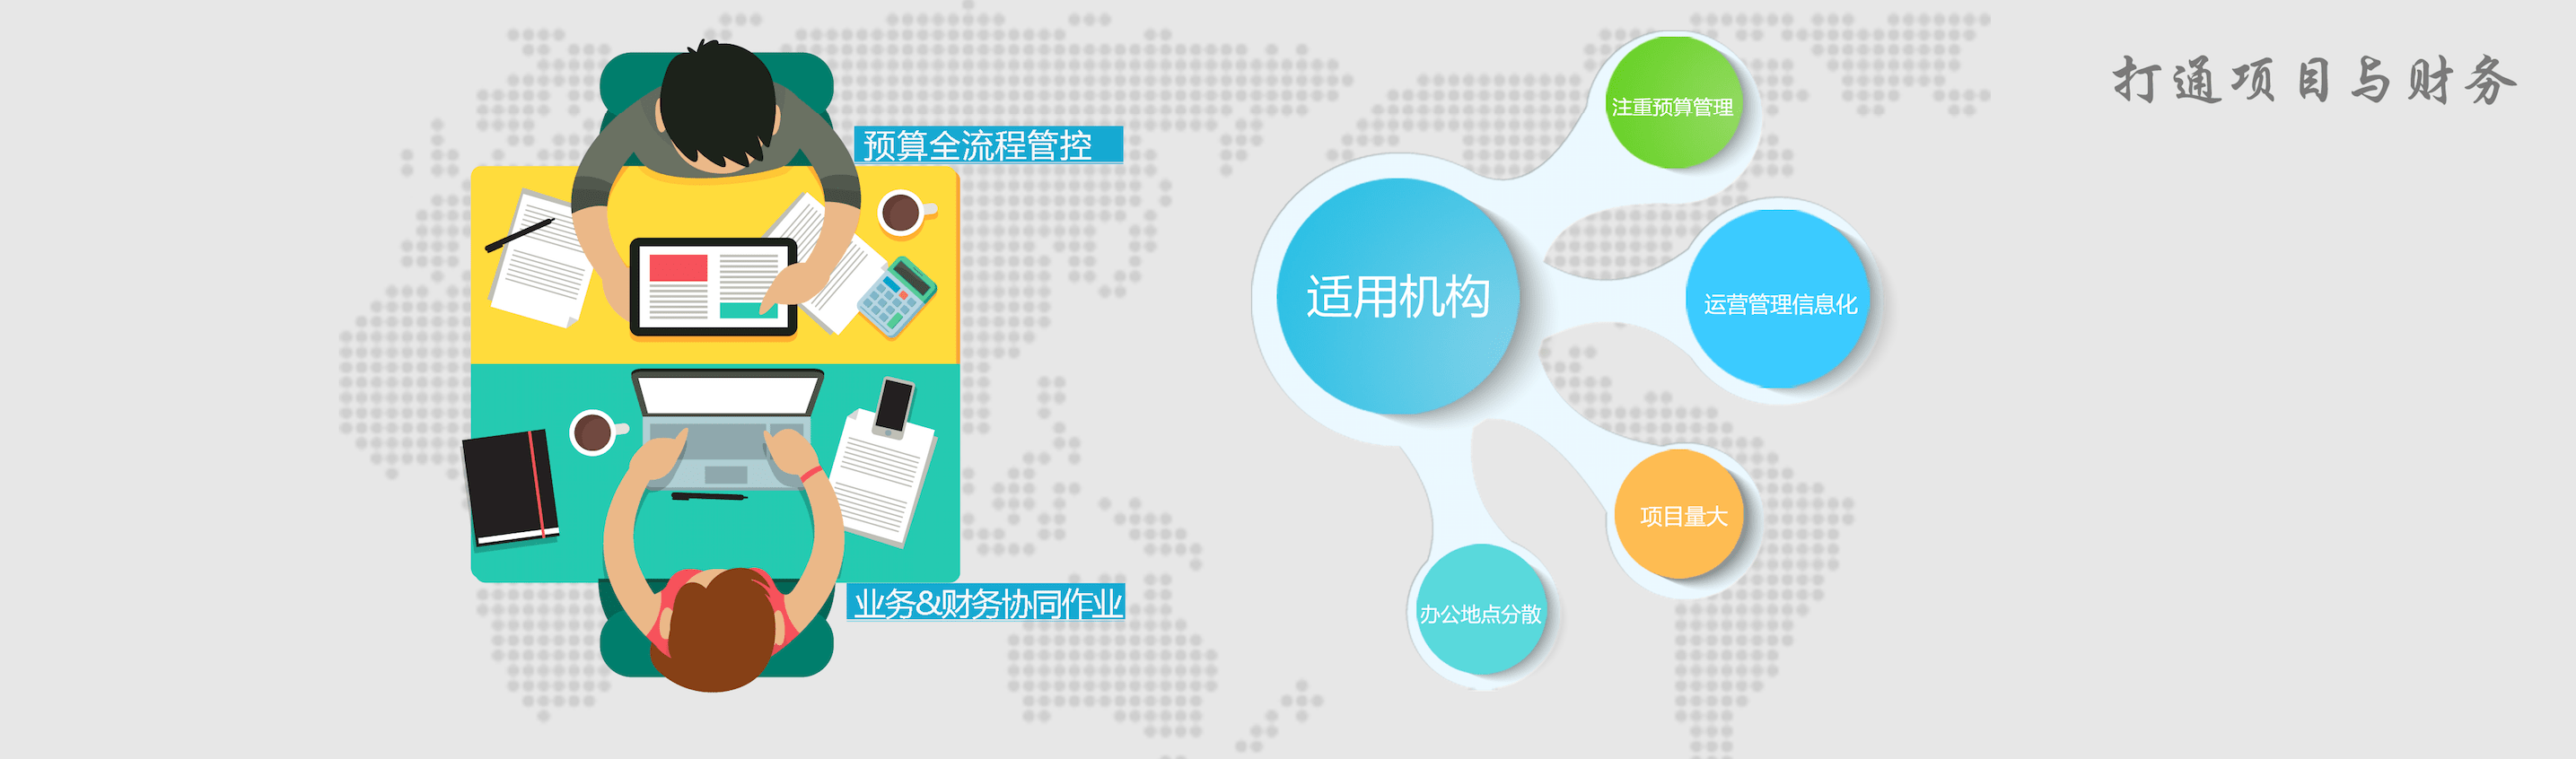 打通项目与财务
预算全流程管控
业务&财务协同作业
适用机构
注重预算管理
运营管理信息化
项目量大
办公地点分散